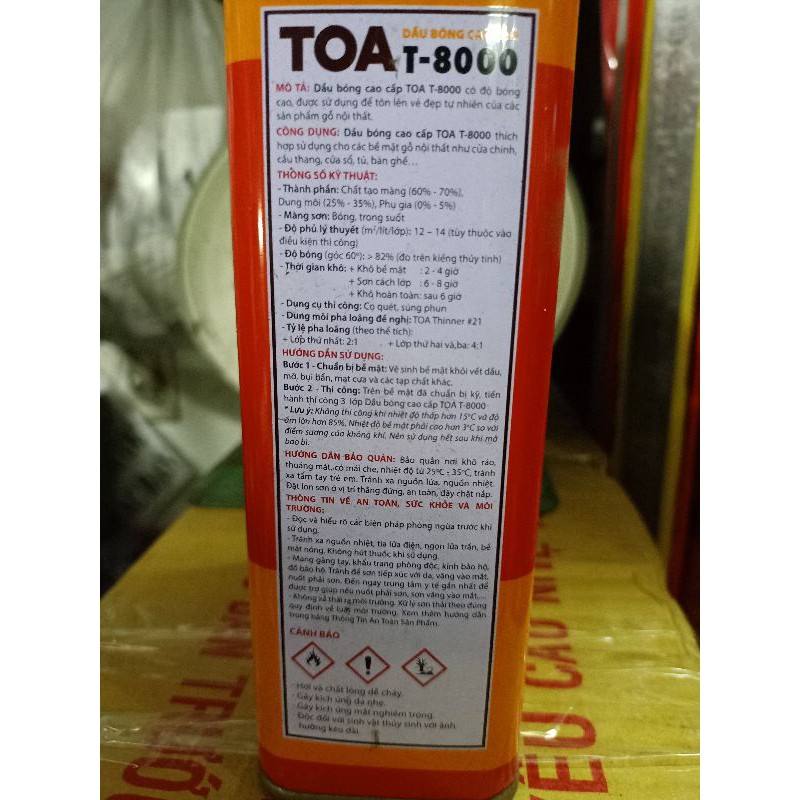 DẦU BÓNG
TOA T-8000
MÔ TẢ: Dầu bóng cao cấp TOA T-8000 có độ bóng
cao, được sử dụng để tôn lên vẻ đẹp tự nhiên của các
sản phẩm gỗ nội thất.
CÔNG DỤNG: Dầu bóng cao cấp TOA T-8000 thích
hợp sử dụng cho các bề mặt gỗ nội thất như cửa chính,
cầu thang, cửa sổ, tủ, bàn ghế...
THÔNG SỐ KỸ THUẬT:
- Thành phần: Chất tạo màng (60% - 70%),
Dung môi (25% - 35%), Phụ gia (0% - 5%)
- Màng sơn: Bóng, trong suốt
- Độ phủ lý thuyết (m²/lít/lớp): 12 – 14 (tùy thuộc vào
điều kiện thi công)
- Độ bóng (góc 60º): > 82% (đo trên kiếng thủy tinh)
- Thời gian khô: + Khô bề mặt : 2 - 4 giờ
+ Sơn cách lớp : 6 - 8 giờ
+ Khô hoàn toàn: sau 6 giờ
- Dụng cụ thi công: Cọ quét, súng phun
- Dung môi pha loãng đề nghị: TOA Thinner #21
- Tỷ lệ pha loãng (theo thể tích):
+ Lớp thứ nhất: 2:1 + Lớp thứ hai và ba: 4:1
HƯỚNG DẪN SỬ DỤNG:
Bước 1 - Chuẩn bị bề mặt: Vệ sinh bề mặt khỏi vết dầu,
mỡ, bụi bẩn, mạt cưa và các tạp chất khác.
Bước 2 - Thi công: Trên bề mặt đã chuẩn bị kỹ, tiến
hành thi công 3 lớp Dầu bóng cao cấp TOA T-8000
* Lưu ý: Không thi công khi nhiệt độ thấp hơn 15ºC và độ
ẩm lớn hơn 85%. Nhiệt độ bề mặt phải cao hơn 3ºC so với
điểm sương của không khí. Nên sử dụng hết sau khi mở
bao bì.
HƯỚNG DẪN BẢO QUẢN: Bảo quản nơi khô ráo,
thoáng mát, có mái che, nhiệt độ từ 25ºC - 35ºC, tránh
xa tầm tay trẻ em. Tránh xa nguồn lửa, nguồn nhiệt.
Đặt lon sơn ở vị trí thẳng đứng, an toàn, đậy chặt nắp.
THÔNG TIN VỀ AN TOÀN, SỨC KHỎE VÀ MÔI
TRƯỜNG:
- Đọc và hiểu rõ các biện pháp phòng ngừa trước khi
sử dụng.
- Tránh xa nguồn nhiệt, tia lửa điện, ngọn lửa trần, bề
mặt nóng. Không hút thuốc khi sử dụng.
- Mang găng tay, khẩu trang phòng độc, kính bảo hộ,
đồ bảo hộ. Tránh để sơn tiếp xúc với da, văng vào mắt,
nuốt phải sơn. Đến ngay trung tâm y tế gần nhất để
được trợ giúp nếu nuốt phải sơn, sơn văng vào mắt,...
- Không xả thải ra môi trường. Xử lý sơn thải theo đúng
quy định về luật môi trường. Xem thêm hướng dẫn
trong bảng Thông Tin An Toàn Sản Phẩm.
CẢNH BÁO
- Hơi và chất lỏng dễ cháy.
- Gây kích ứng da nhẹ.
- Gây kích ứng mắt nghiêm trọng.
- Độc đối với sinh vật thủy sinh với ảnh
hưởng kéo dài.